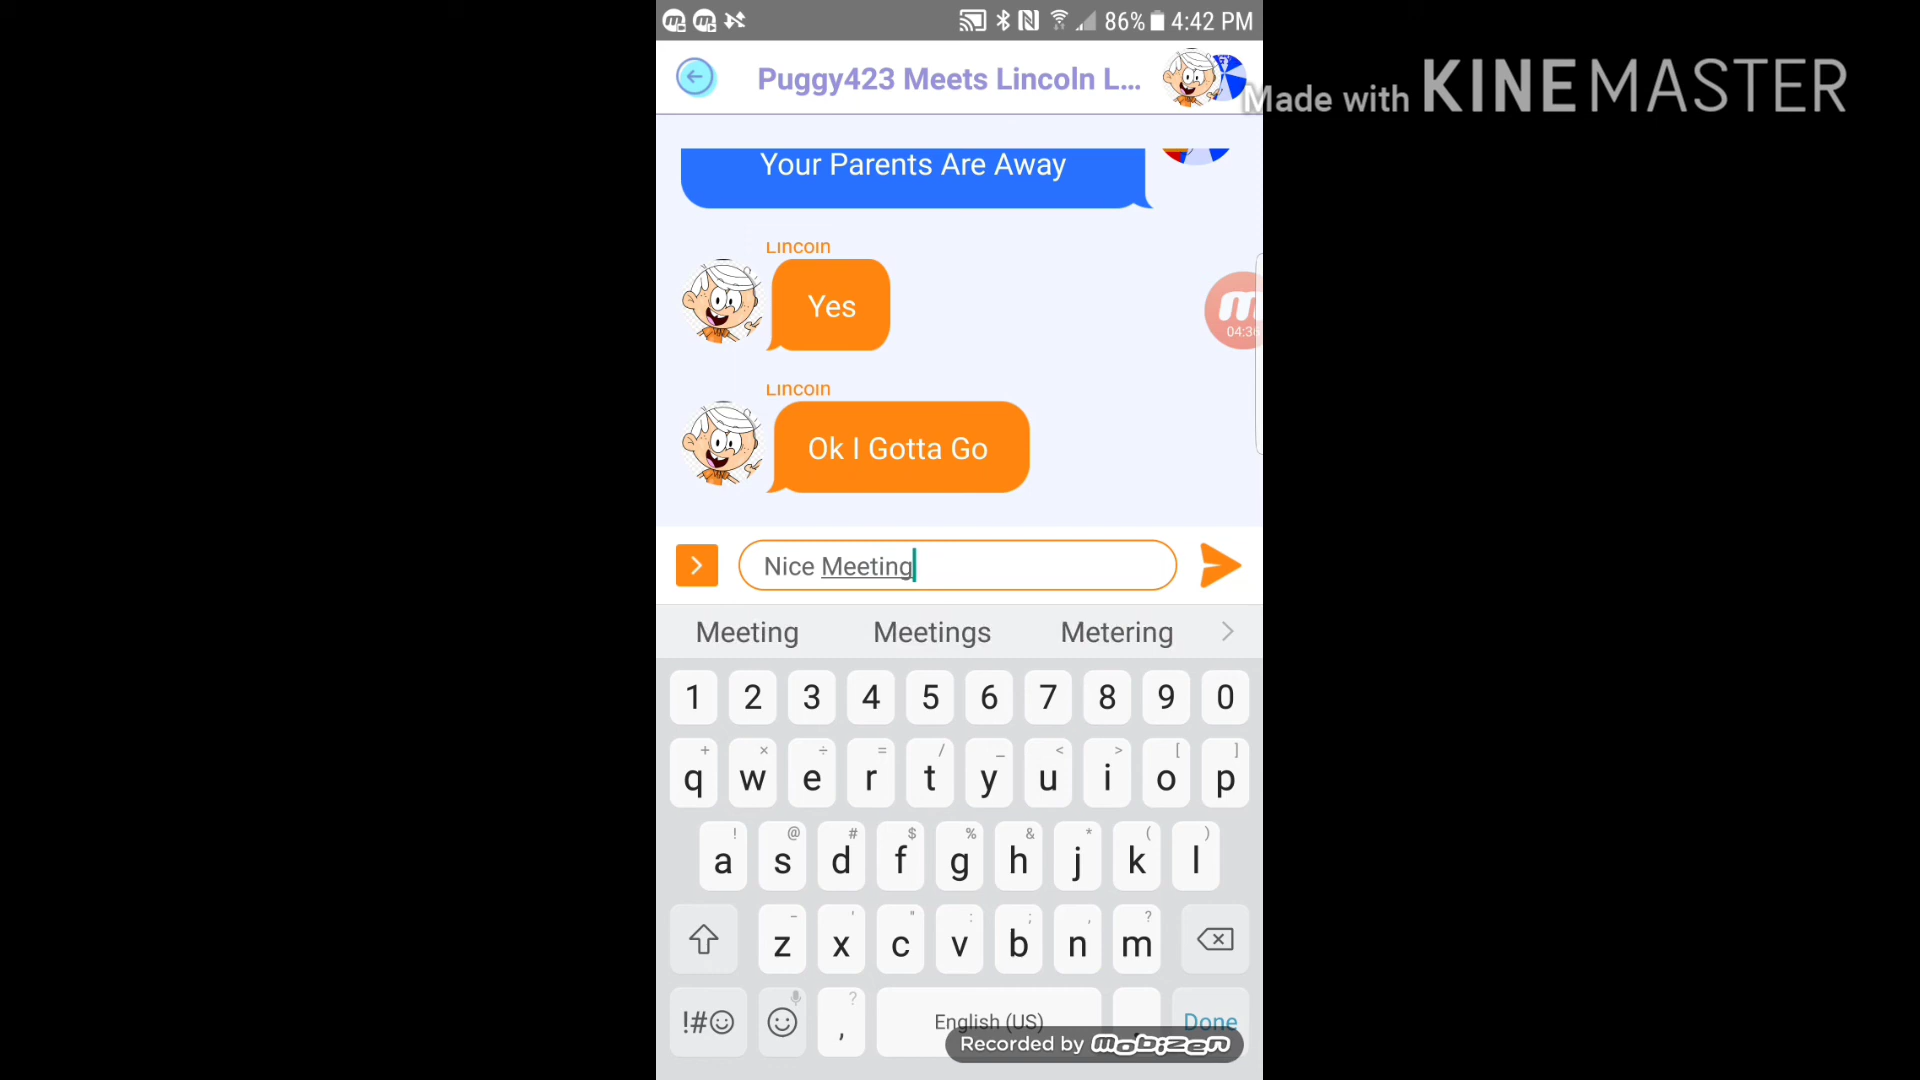 86% 4:42 PM
Puggy423 Meets Lincoln L...
Made with KINEMASTER
Your Parents Are Away
Lincoln
Yes
04:36
Lincoln
Ok I Gotta Go
Nice Meeting
Meeting Meetings Metering
1 2 3 4 5 6 7 8 9 0
+ × ÷ = / _ < > [ ]
q w e r t y u i o p
! @ # $ % & * ( )
a s d f g h j k l
- ' " : ; , ?
z x c v b n m
?
!#☺ , English (US) Done
Recorded by mobizen